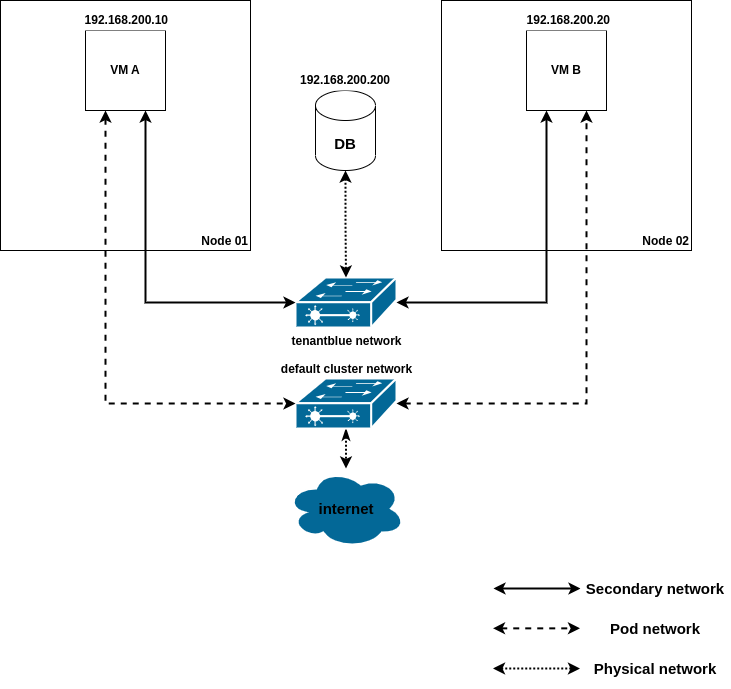 192.168.200.10
VM A
Node 01
192.168.200.200
DB
192.168.200.20
VM B
Node 02
tenantblue network
default cluster network
internet
Secondary network
Pod network
Physical network